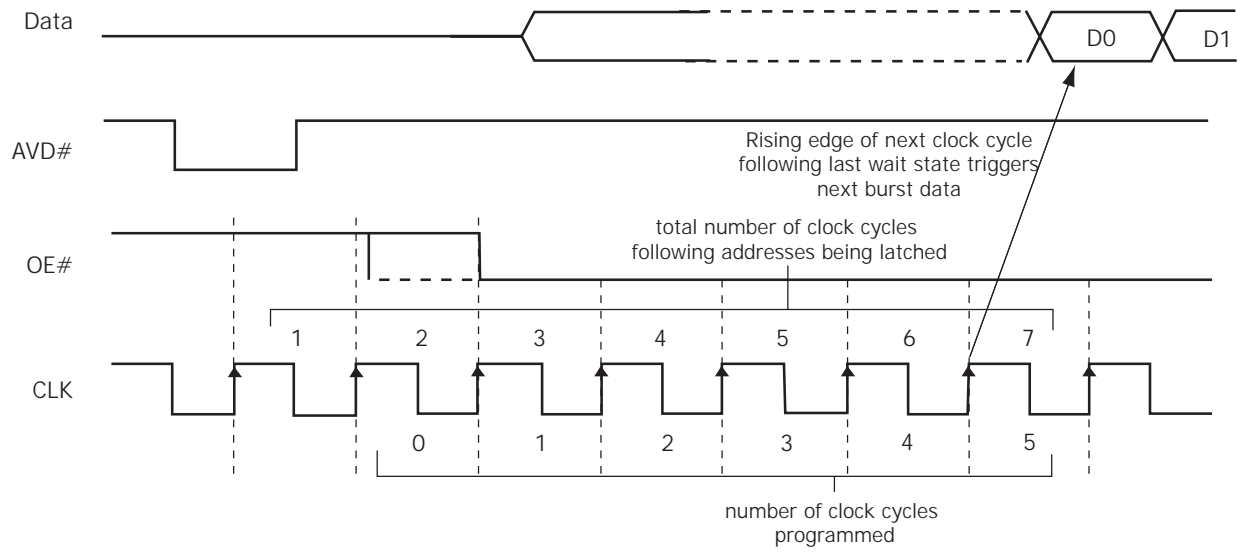 Data
D0
D1
AVD#
Rising edge of next clock cycle
following last wait state triggers
next burst data
total number of clock cycles
following addresses being latched
OE#
1 2 3 4 5 6 7
CLK
0 1 2 3 4 5
number of clock cycles
programmed